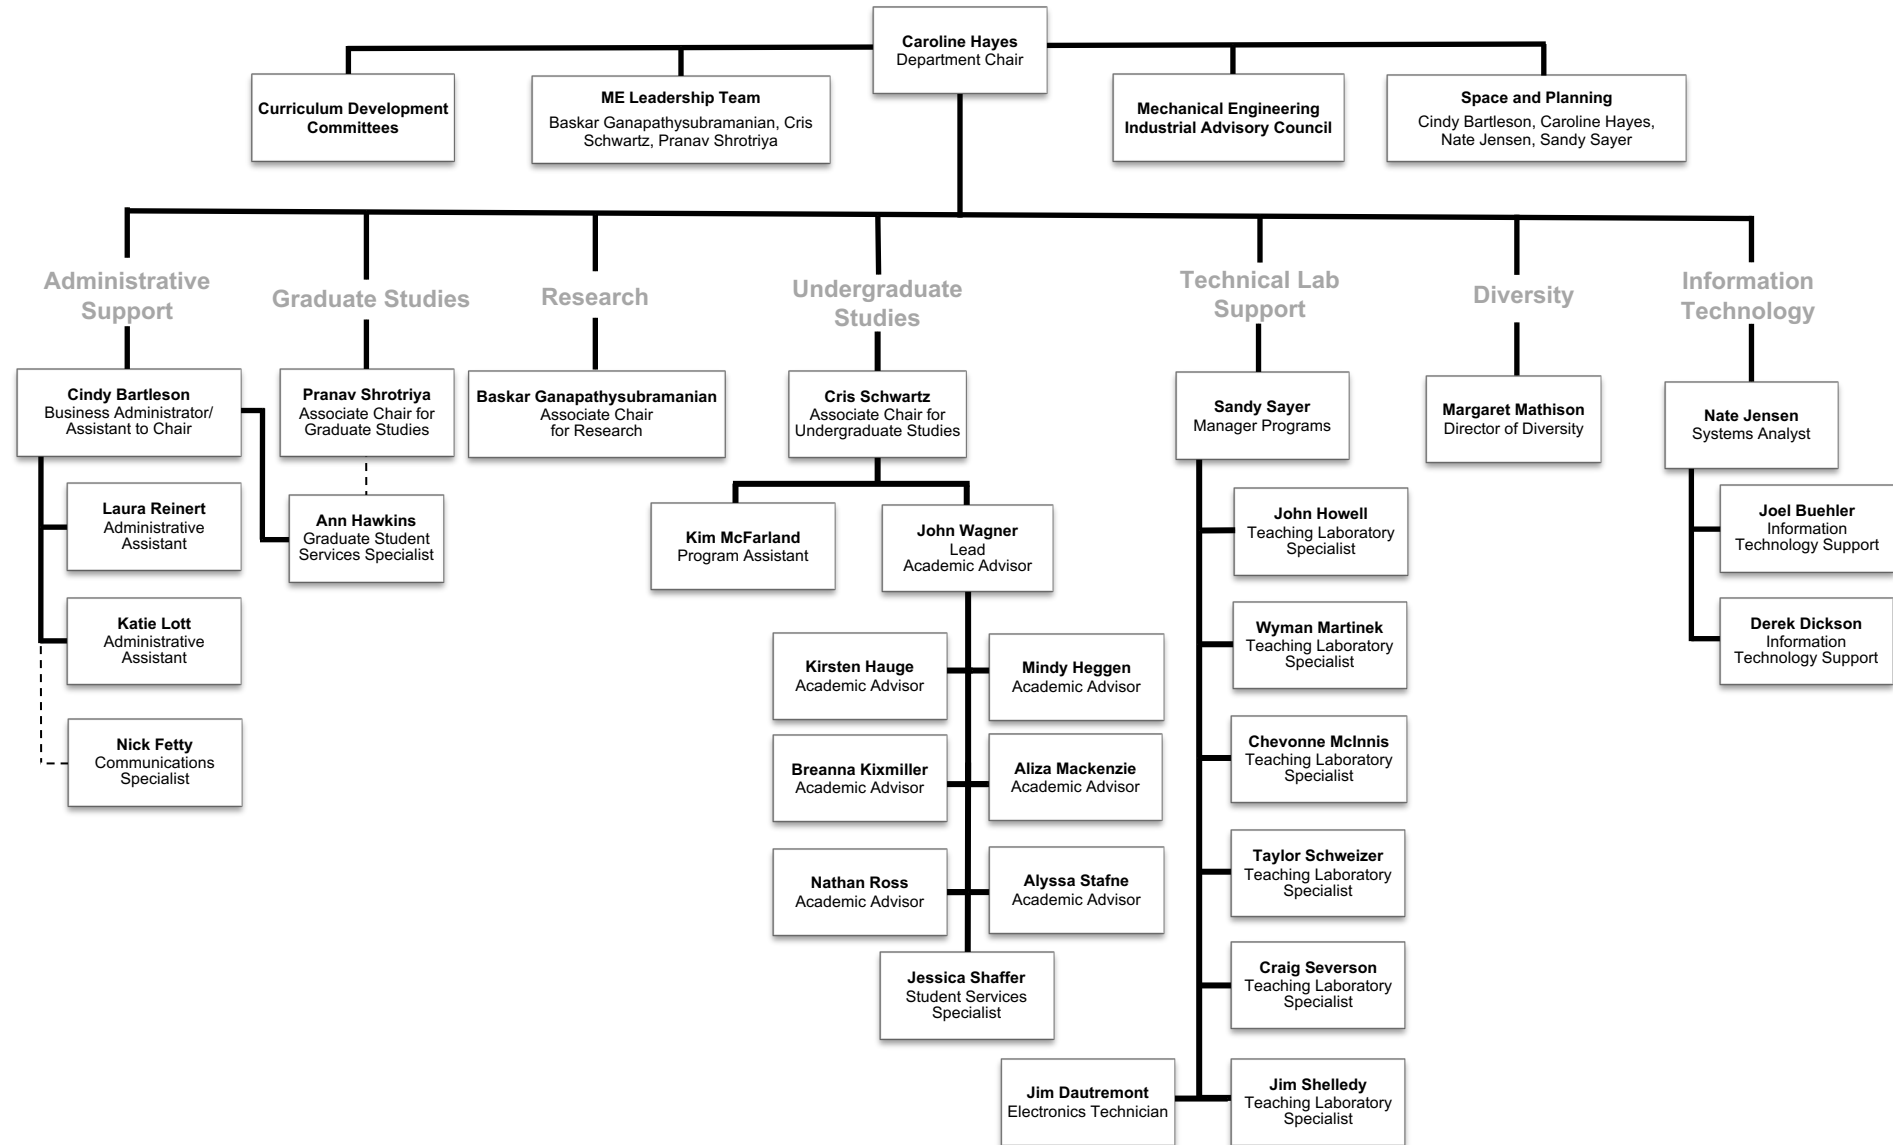 Caroline Hayes
Department Chair
Curriculum Development
Committees
ME Leadership Team
Baskar Ganapathysubramanian, Cris
Schwartz, Pranav Shrotriya
Mechanical Engineering
Industrial Advisory Council
Space and Planning
Cindy Bartleson, Caroline Hayes,
Nate Jensen, Sandy Sayer
Administrative
Support
Graduate Studies
Research
Undergraduate
Studies
Technical Lab
Support
Diversity
Information
Technology
Cindy Bartleson
Business Administrator/
Assistant to Chair
Pranav Shrotriya
Associate Chair for
Graduate Studies
Baskar Ganapathysubramanian
Associate Chair
for Research
Cris Schwartz
Associate Chair for
Undergraduate Studies
Sandy Sayer
Manager Programs
Margaret Mathison
Director of Diversity
Nate Jensen
Systems Analyst
Laura Reinert
Administrative
Assistant
Ann Hawkins
Graduate Student
Services Specialist
Katie Lott
Administrative
Assistant
Nick Fetty
Communications
Specialist
Kim McFarland
Program Assistant
John Wagner
Lead
Academic Advisor
Kirsten Hauge
Academic Advisor
Mindy Heggen
Academic Advisor
Breanna Kixmiller
Academic Advisor
Aliza Mackenzie
Academic Advisor
Nathan Ross
Academic Advisor
Alyssa Stafne
Academic Advisor
Jessica Shaffer
Student Services
Specialist
John Howell
Teaching Laboratory
Specialist
Wyman Martinek
Teaching Laboratory
Specialist
Chevonne McInnis
Teaching Laboratory
Specialist
Taylor Schweizer
Teaching Laboratory
Specialist
Craig Severson
Teaching Laboratory
Specialist
Jim Dautremont
Electronics Technician
Jim Shelledy
Teaching Laboratory
Specialist
Joel Buehler
Information
Technology Support
Derek Dickson
Information
Technology Support